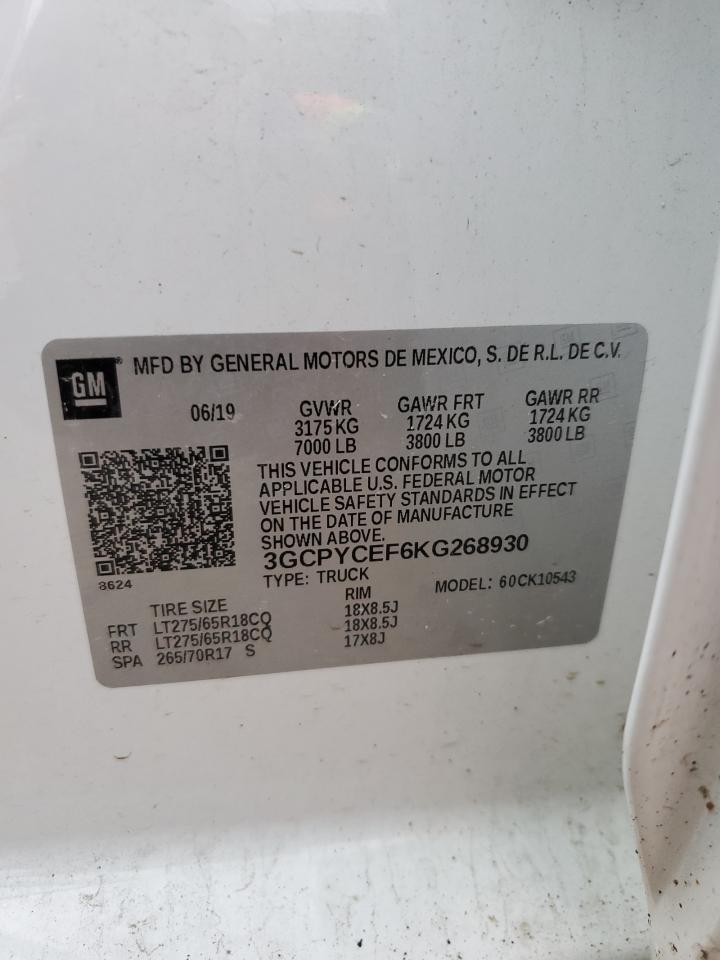 GM
MFD BY GENERAL MOTORS DE MEXICO, S. DE R.L. DE C.V.
06/19 GVWR GAWR FRT GAWR RR
3175 KG 1724 KG 1724 KG
7000 LB 3800 LB 3800 LB
THIS VEHICLE CONFORMS TO ALL
APPLICABLE U.S. FEDERAL MOTOR
VEHICLE SAFETY STANDARDS IN EFFECT
ON THE DATE OF MANUFACTURE
SHOWN ABOVE.
3GCPYCEF6KG268930
8624
TYPE: TRUCK MODEL: 60CK10543
TIRE SIZE RIM
FRT LT275/65R18CQ 18X8.5J
RR LT275/65R18CQ 18X8.5J
SPA 265/70R17 S 17X8J